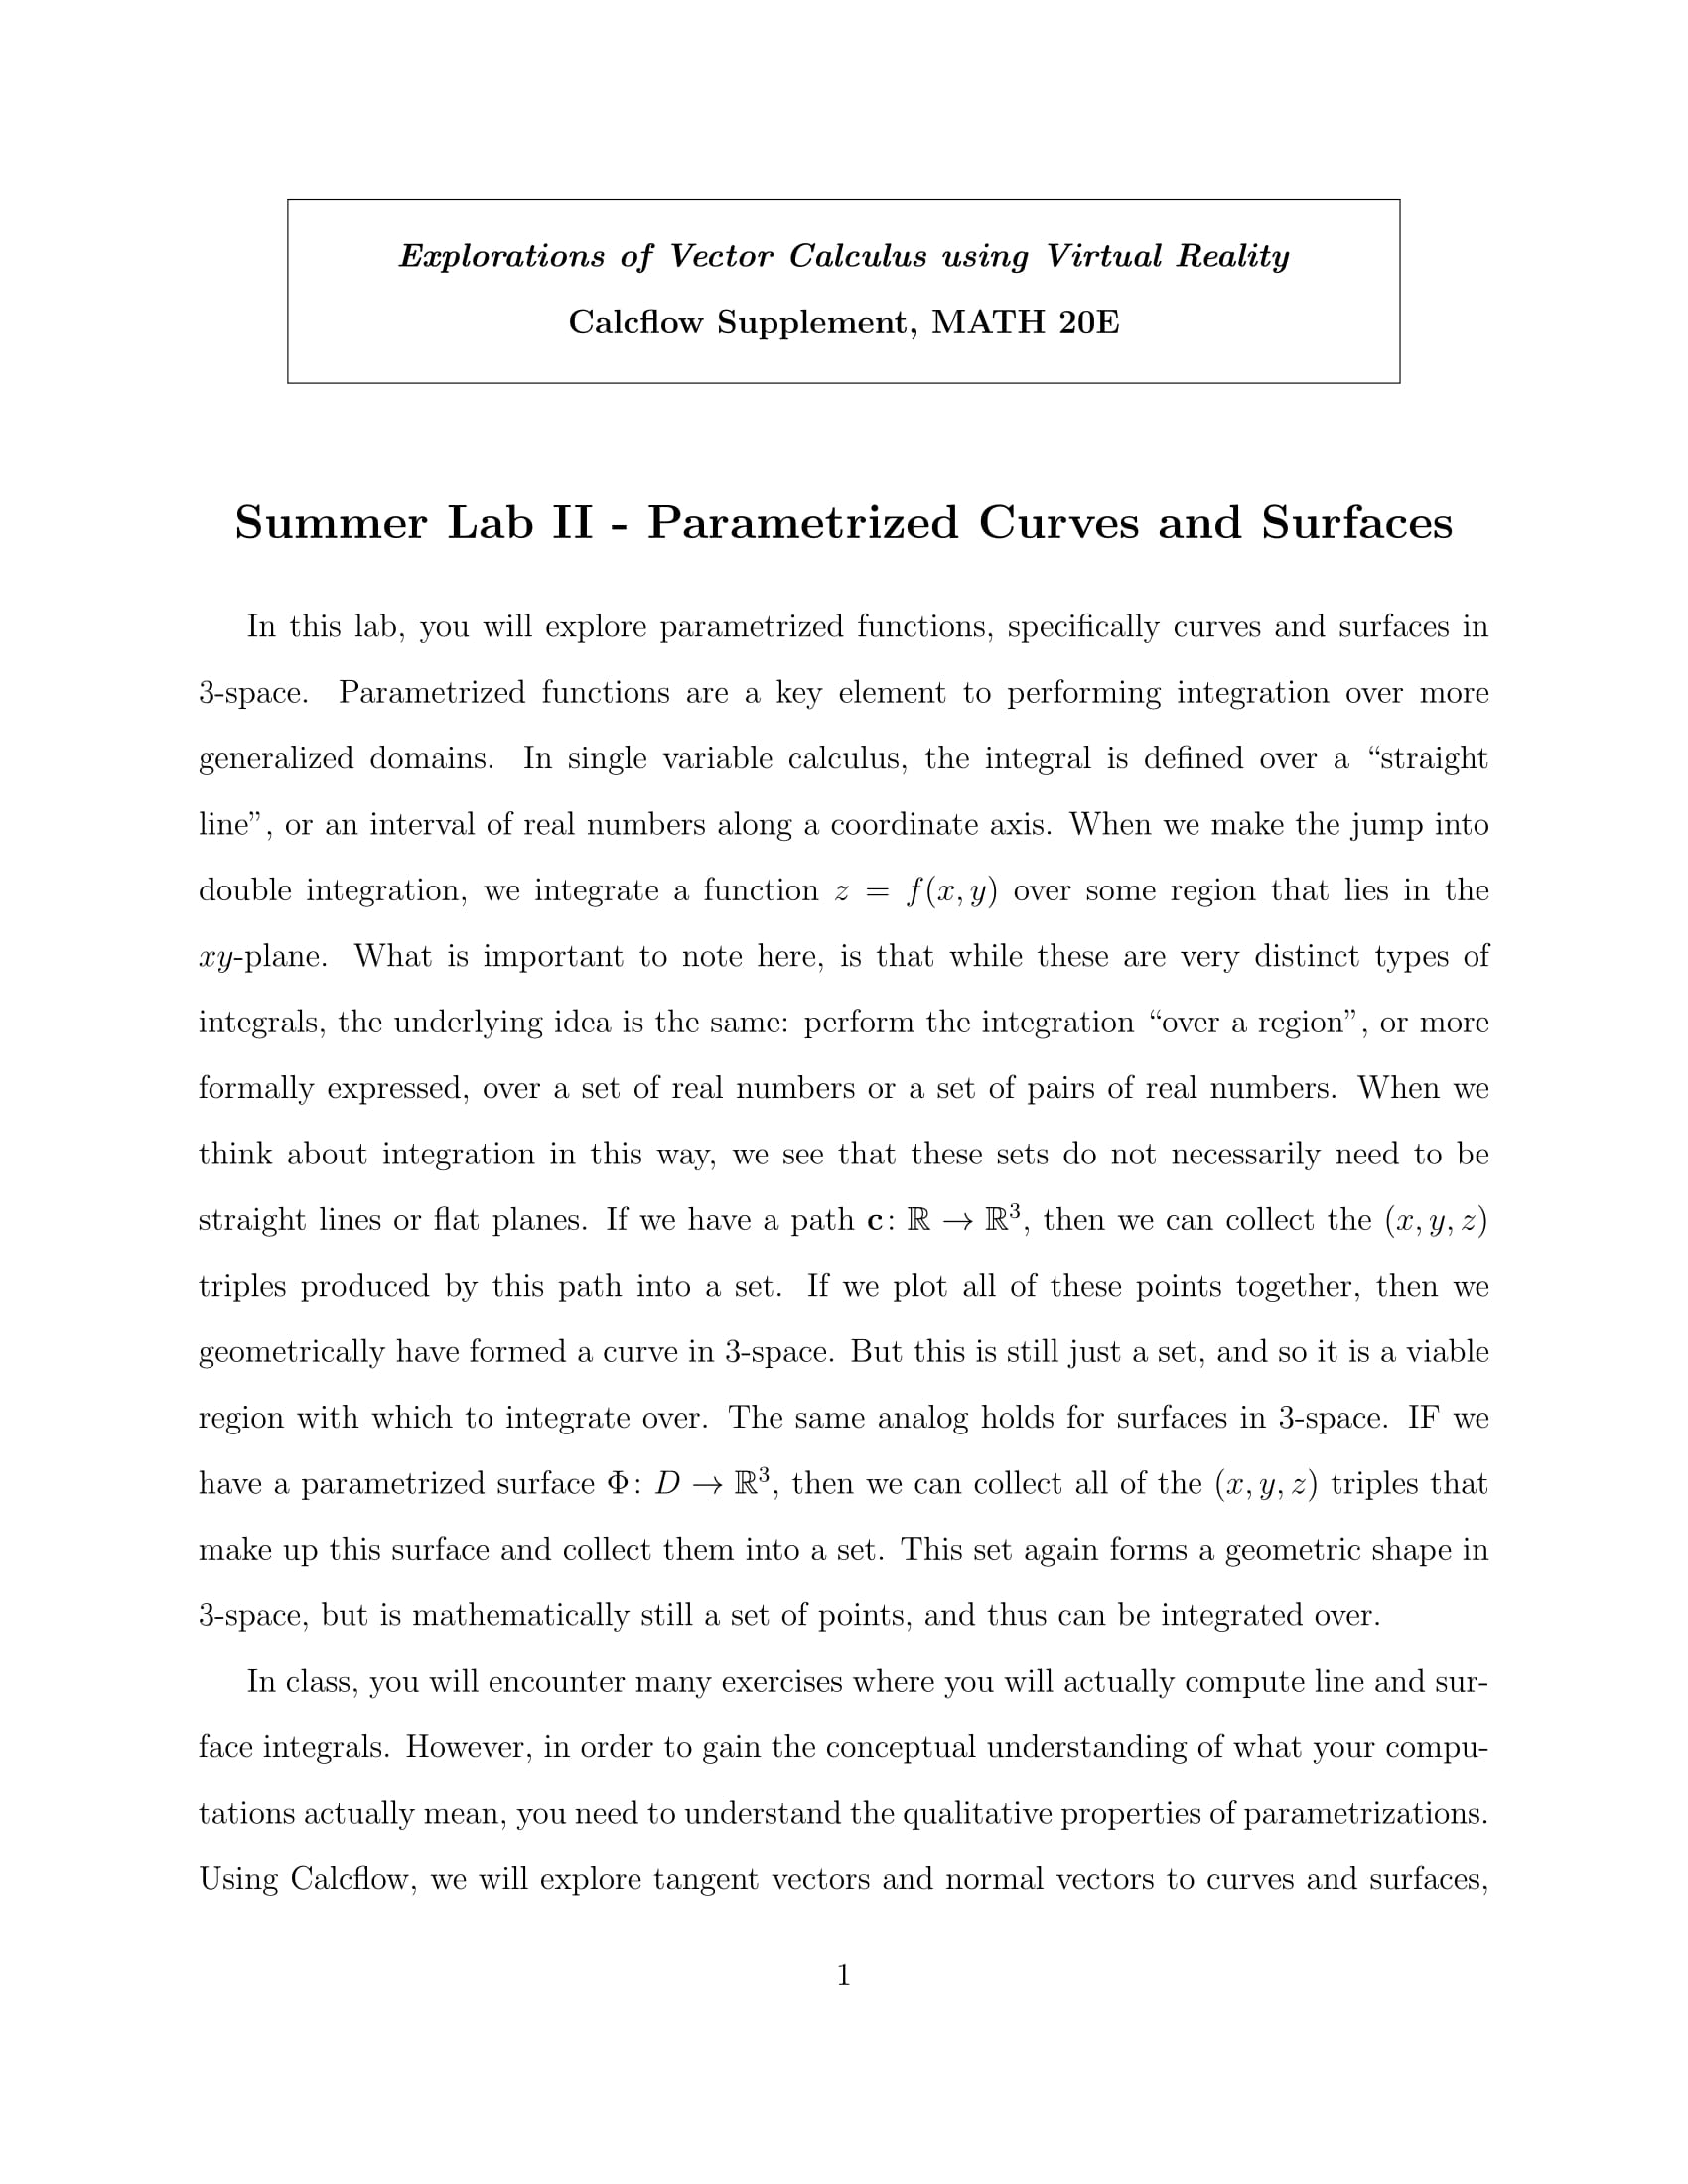 Explorations of Vector Calculus using Virtual Reality
Calcflow Supplement, MATH 20E
Summer Lab II - Parametrized Curves and Surfaces
In this lab, you will explore parametrized functions, specifically curves and surfaces in
3-space. Parametrized functions are a key element to performing integration over more
generalized domains. In single variable calculus, the integral is defined over a “straight
line”, or an interval of real numbers along a coordinate axis. When we make the jump into
double integration, we integrate a function z = f(x, y) over some region that lies in the
xy-plane. What is important to note here, is that while these are very distinct types of
integrals, the underlying idea is the same: perform the integration “over a region”, or more
formally expressed, over a set of real numbers or a set of pairs of real numbers. When we
think about integration in this way, we see that these sets do not necessarily need to be
straight lines or flat planes. If we have a path c: ℝ → ℝ³, then we can collect the (x, y, z)
triples produced by this path into a set. If we plot all of these points together, then we
geometrically have formed a curve in 3-space. But this is still just a set, and so it is a viable
region with which to integrate over. The same analog holds for surfaces in 3-space. IF we
have a parametrized surface Φ: D → ℝ³, then we can collect all of the (x, y, z) triples that
make up this surface and collect them into a set. This set again forms a geometric shape in
3-space, but is mathematically still a set of points, and thus can be integrated over.
In class, you will encounter many exercises where you will actually compute line and sur-
face integrals. However, in order to gain the conceptual understanding of what your compu-
tations actually mean, you need to understand the qualitative properties of parametrizations.
Using Calcflow, we will explore tangent vectors and normal vectors to curves and surfaces,
1